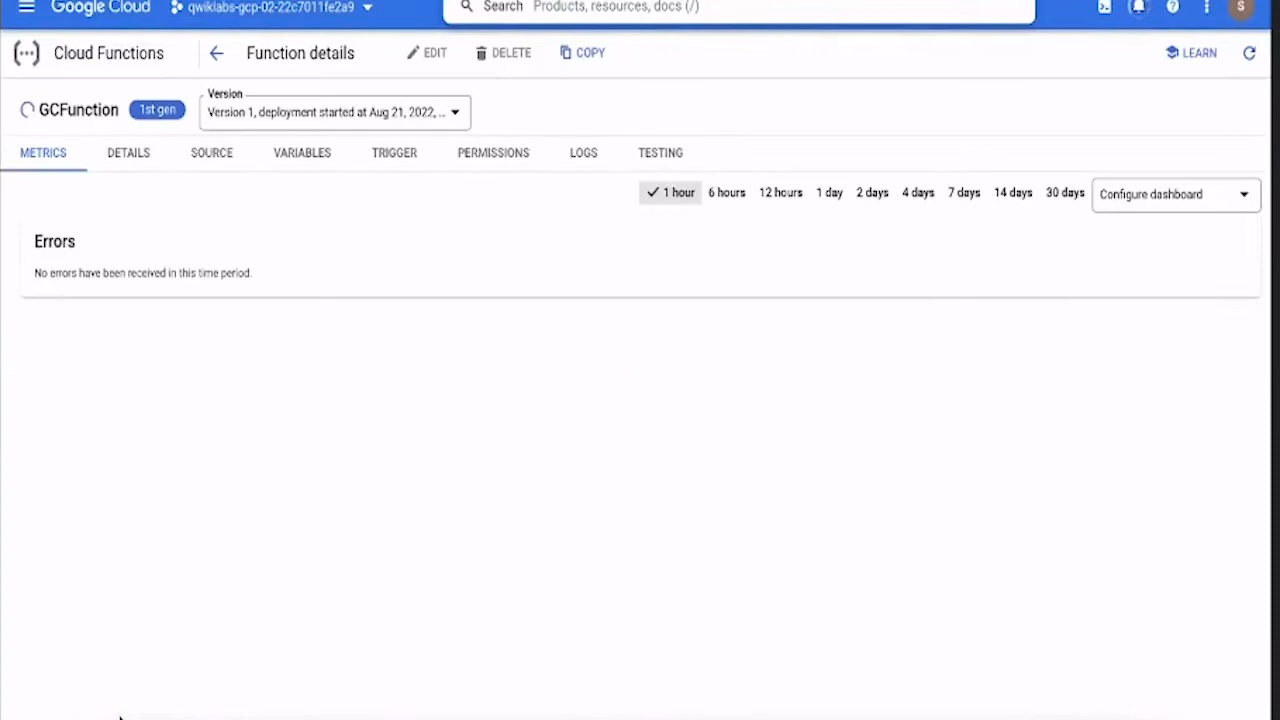 Google Cloud qwiklabs-gcp-02-22c7011fe2a9 Search Products, resources, docs (/) S
Cloud Functions Function details EDIT DELETE COPY LEARN
GCFunction 1st gen Version
Version 1, deployment started at Aug 21, 2022, ...
METRICS DETAILS SOURCE VARIABLES TRIGGER PERMISSIONS LOGS TESTING
1 hour 6 hours 12 hours 1 day 2 days 4 days 7 days 14 days 30 days Configure dashboard
Errors
No errors have been received in this time period.